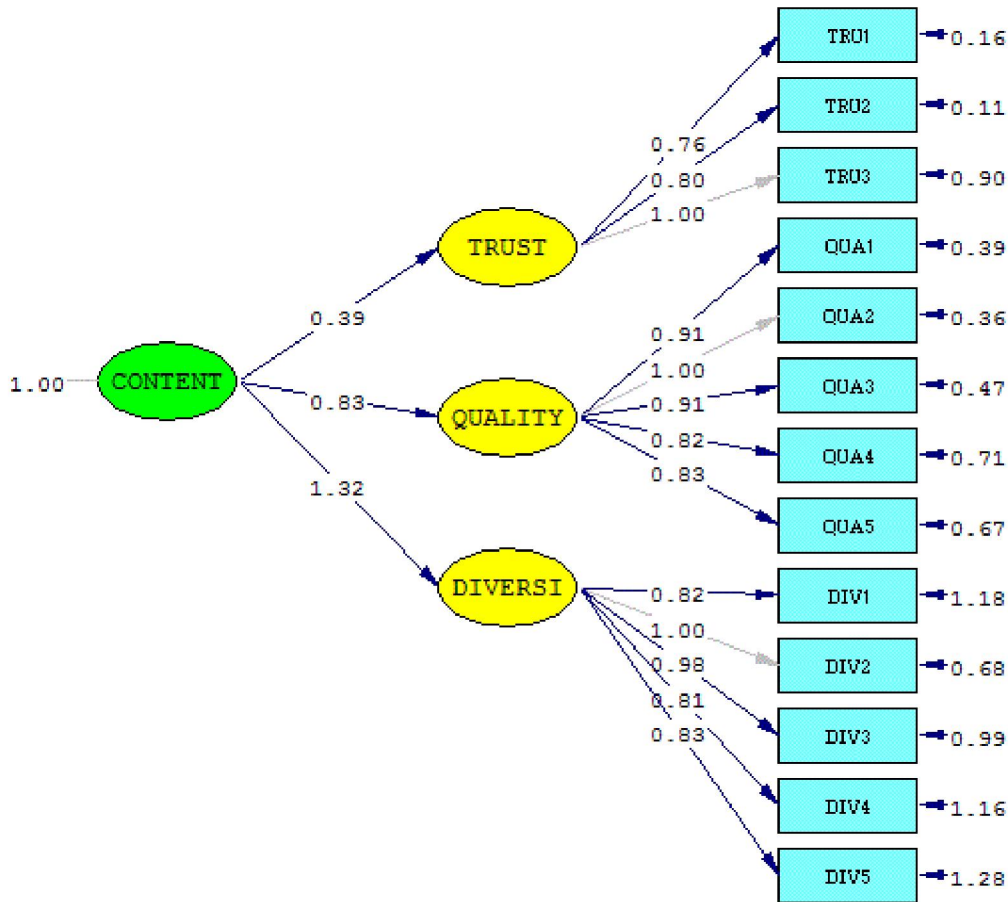 TRU1
0.16
TRU2
0.11
0.76
TRU3
0.90
0.80
1.00
TRUST
QUA1
0.39
0.39
QUA2
0.36
0.91
1.00
1.00
CONTENT
0.83
QUALITY
0.91
QUA3
0.47
0.82
QUA4
0.71
0.83
1.32
QUA5
0.67
DIVERSI
0.82
DIV1
1.18
1.00
DIV2
0.68
0.98
0.81
DIV3
0.99
0.83
DIV4
1.16
DIV5
1.28